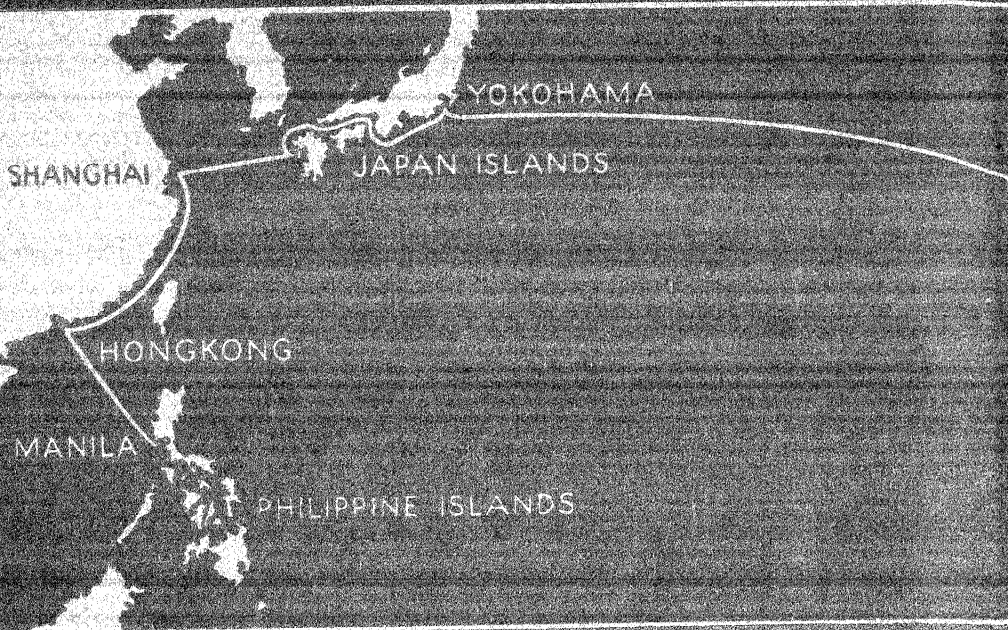 YOKOHAMA
JAPAN ISLANDS
SHANGHAI
HONGKONG
MANILA
PHILIPPINE ISLANDS